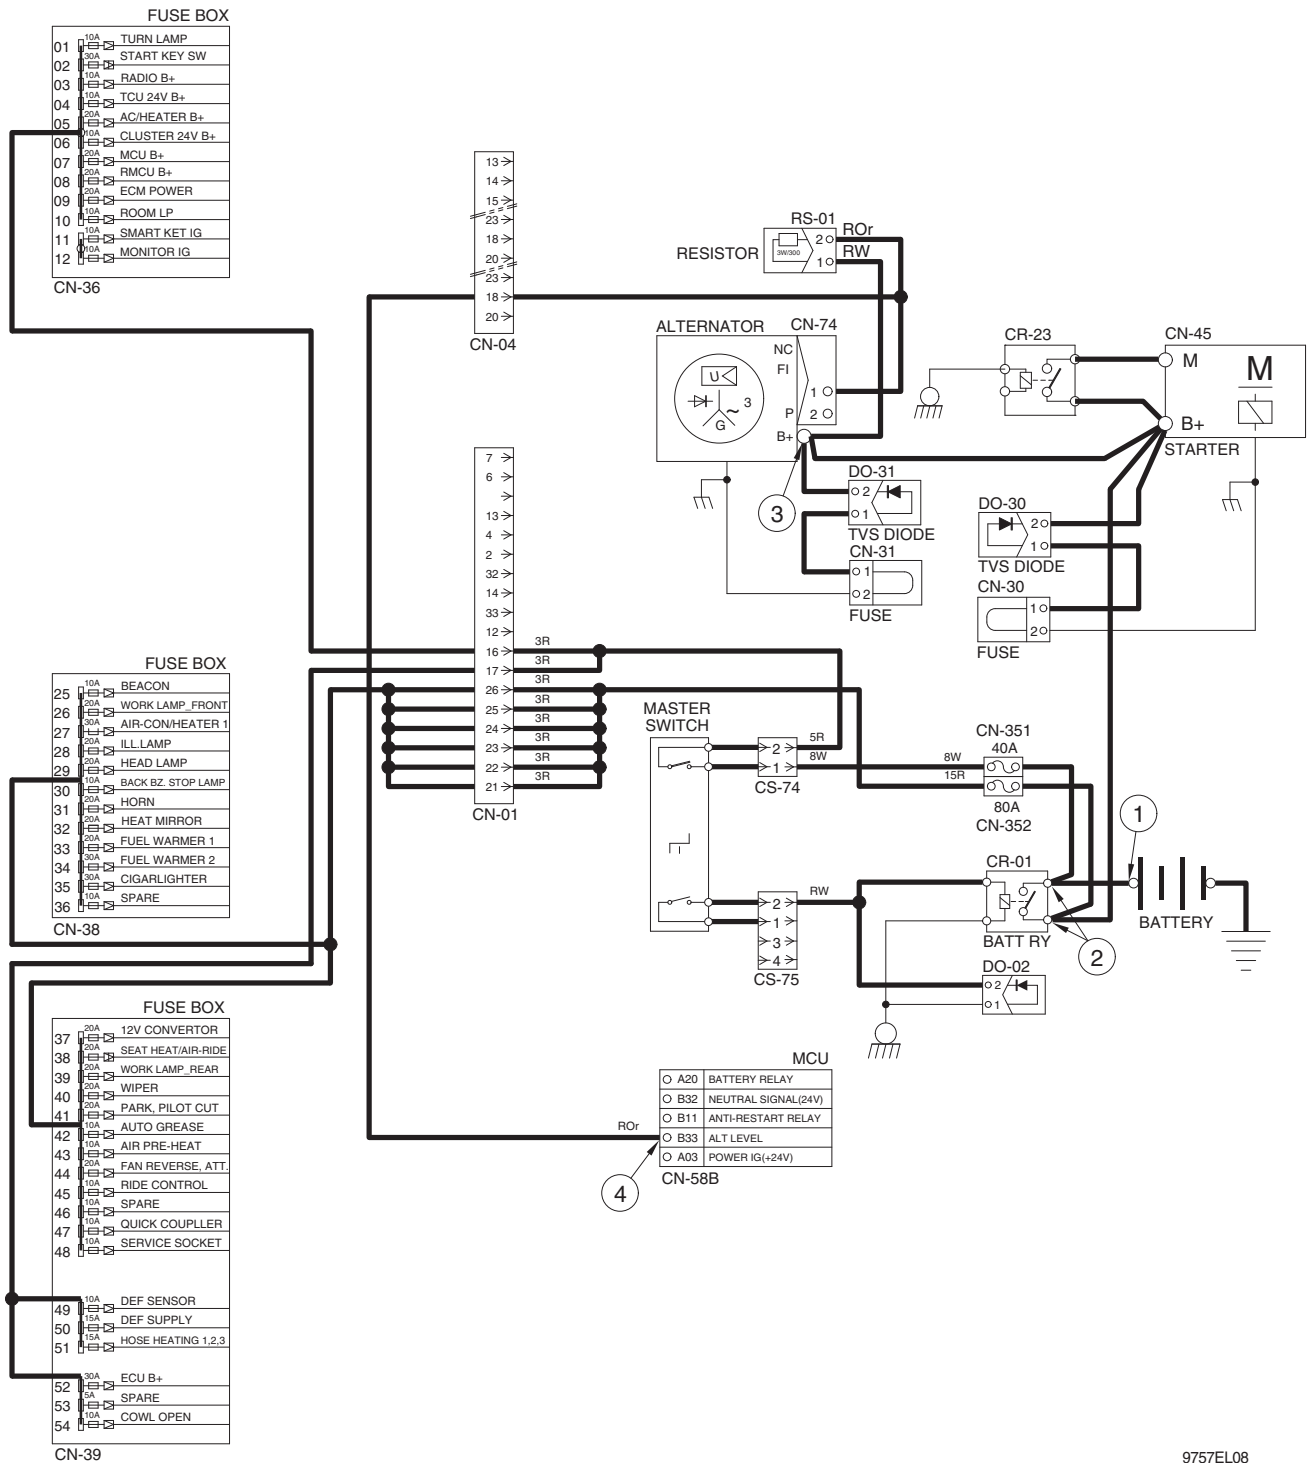 FUSE BOX
01 10A TURN LAMP
02 30A START KEY SW
03 10A RADIO B+
04 10A TCU 24V B+
05 20A AC/HEATER B+
06 10A CLUSTER 24V B+
07 20A MCU B+
08 20A RMCU B+
09 20A ECM POWER
10 10A ROOM LP
11 10A SMART KET IG
12 10A MONITOR IG
CN-36
13
14
15
23
18
20
23
18
20
CN-04
RS-01
RESISTOR
3W/300
2 ROr
1 RW
ALTERNATOR
CN-74
NC
FI
U
3
~
G
1
P 2
B+
3
CR-23
CN-45
M
M
B+
STARTER
DO-31
2
1
TVS DIODE
CN-31
1
2
FUSE
DO-30
2
1
TVS DIODE
CN-30
1
2
FUSE
7
6
13
4
2
32
14
33
12
16 3R
17 3R
26 3R
25 3R
24 3R
23 3R
22 3R
21 3R
CN-01
FUSE BOX
25 10A BEACON
26 20A WORK LAMP_FRONT
27 30A AIR-CON/HEATER 1
28 20A ILL.LAMP
29 20A HEAD LAMP
30 10A BACK BZ. STOP LAMP
31 20A HORN
32 20A HEAT MIRROR
33 20A FUEL WARMER 1
34 30A FUEL WARMER 2
35 30A CIGARLIGHTER
36 10A SPARE
CN-38
MASTER
SWITCH
2 5R
1 8W
CS-74
CN-351
40A
8W
15R
80A
CN-352
1
CR-01
BATT RY
BATTERY
2
RW
2
1
3
4
CS-75
DO-02
2
1
FUSE BOX
37 20A 12V CONVERTOR
38 20A SEAT HEAT/AIR-RIDE
39 20A WORK LAMP_REAR
40 20A WIPER
41 20A PARK, PILOT CUT
42 10A AUTO GREASE
43 10A AIR PRE-HEAT
44 20A FAN REVERSE, ATT.
45 10A RIDE CONTROL
46 10A SPARE
47 10A QUICK COUPLLER
48 10A SERVICE SOCKET
49 10A DEF SENSOR
50 15A DEF SUPPLY
51 15A HOSE HEATING 1,2,3
52 30A ECU B+
53 5A SPARE
54 10A COWL OPEN
CN-39
MCU
A20 BATTERY RELAY
B32 NEUTRAL SIGNAL(24V)
B11 ANTI-RESTART RELAY
ROr B33 ALT LEVEL
A03 POWER IG(+24V)
CN-58B
4
9757EL08